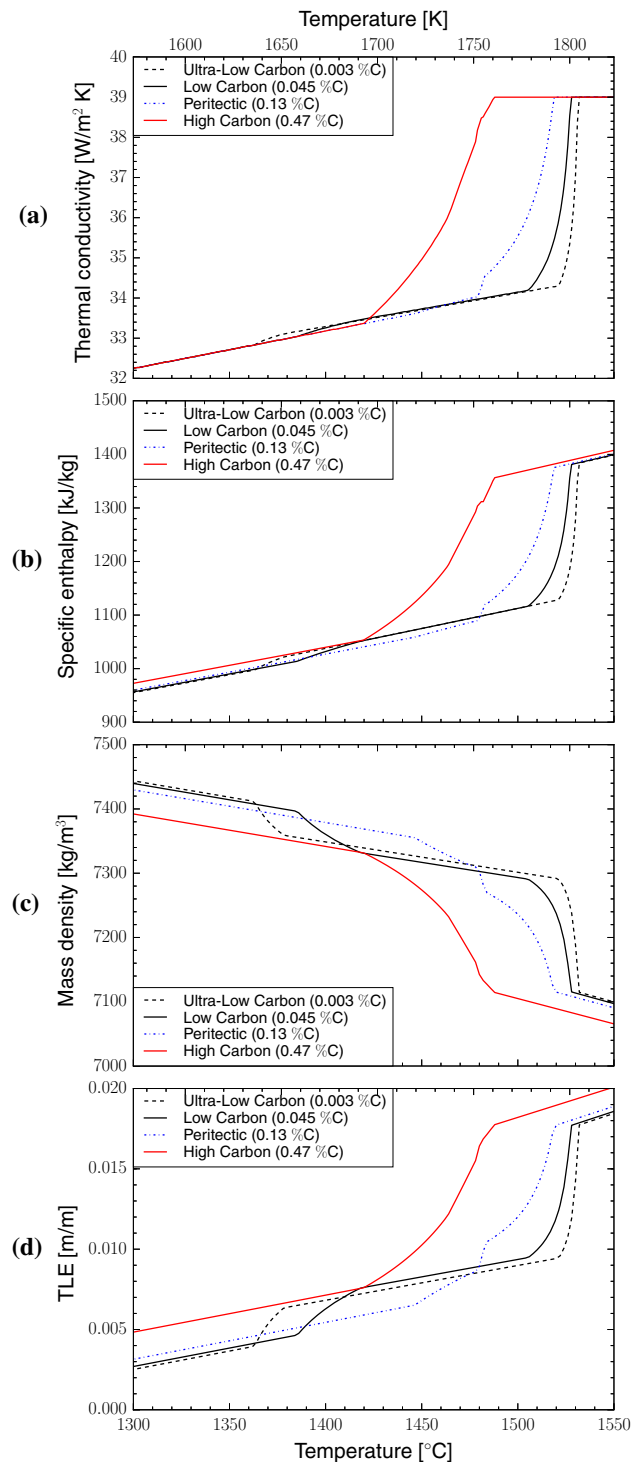 Temperature [K]
1600 1650 1700 1750 1800
(a)
Thermal conductivity [W/m² K]
40
39
38
37
36
35
34
33
32
Ultra-Low Carbon (0.003 %C)
Low Carbon (0.045 %C)
Peritectic (0.13 %C)
High Carbon (0.47 %C)
(b)
Specific enthalpy [kJ/kg]
1500
1400
1300
1200
1100
1000
900
Ultra-Low Carbon (0.003 %C)
Low Carbon (0.045 %C)
Peritectic (0.13 %C)
High Carbon (0.47 %C)
(c)
Mass density [kg/m³]
7500
7400
7300
7200
7100
7000
Ultra-Low Carbon (0.003 %C)
Low Carbon (0.045 %C)
Peritectic (0.13 %C)
High Carbon (0.47 %C)
(d)
TLE [m/m]
0.020
0.015
0.010
0.005
0.000
Ultra-Low Carbon (0.003 %C)
Low Carbon (0.045 %C)
Peritectic (0.13 %C)
High Carbon (0.47 %C)
1300 1350 1400 1450 1500 1550
Temperature [°C]